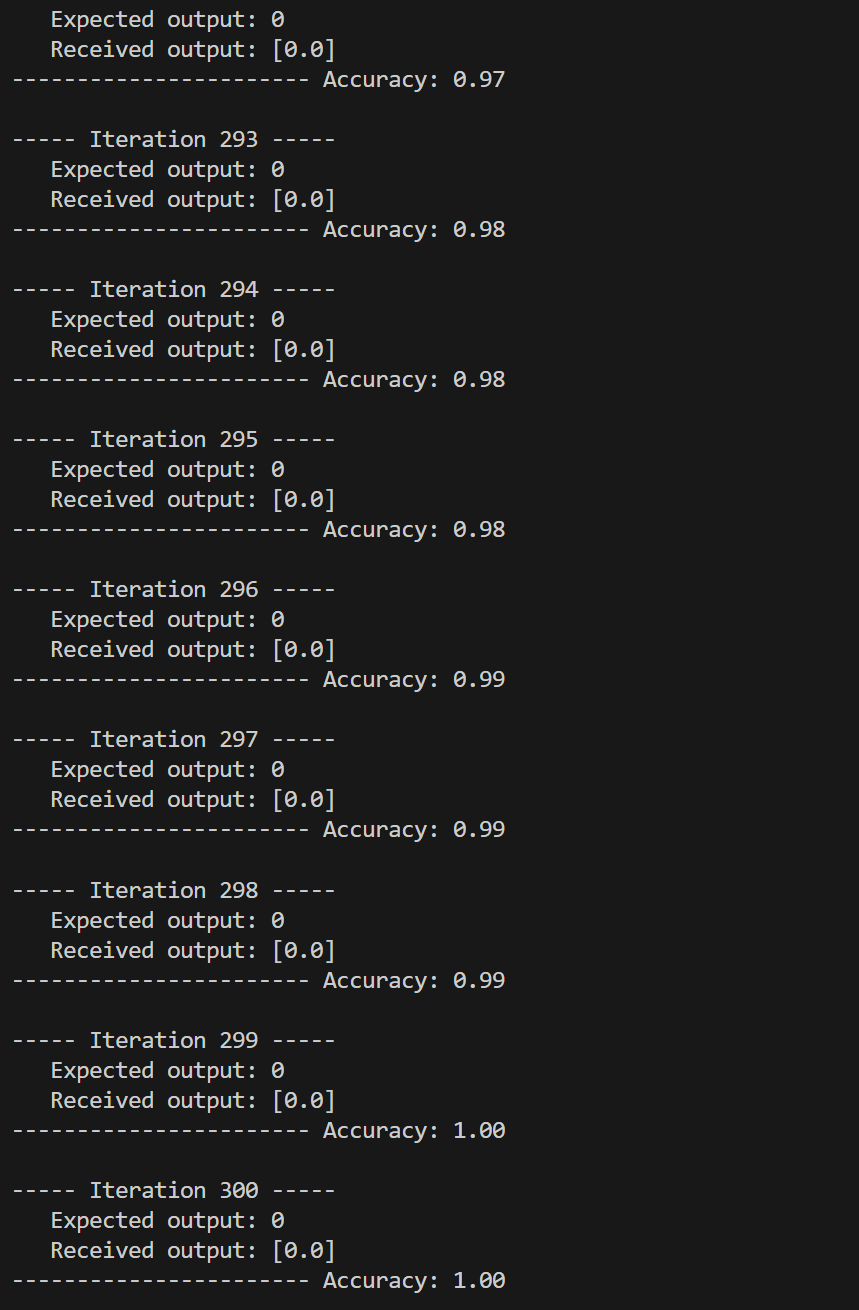 Expected output: 0
Received output: [0.0]
----------------------- Accuracy: 0.97
----- Iteration 293 -----
Expected output: 0
Received output: [0.0]
----------------------- Accuracy: 0.98
----- Iteration 294 -----
Expected output: 0
Received output: [0.0]
----------------------- Accuracy: 0.98
----- Iteration 295 -----
Expected output: 0
Received output: [0.0]
----------------------- Accuracy: 0.98
----- Iteration 296 -----
Expected output: 0
Received output: [0.0]
----------------------- Accuracy: 0.99
----- Iteration 297 -----
Expected output: 0
Received output: [0.0]
----------------------- Accuracy: 0.99
----- Iteration 298 -----
Expected output: 0
Received output: [0.0]
----------------------- Accuracy: 0.99
----- Iteration 299 -----
Expected output: 0
Received output: [0.0]
----------------------- Accuracy: 1.00
----- Iteration 300 -----
Expected output: 0
Received output: [0.0]
----------------------- Accuracy: 1.00